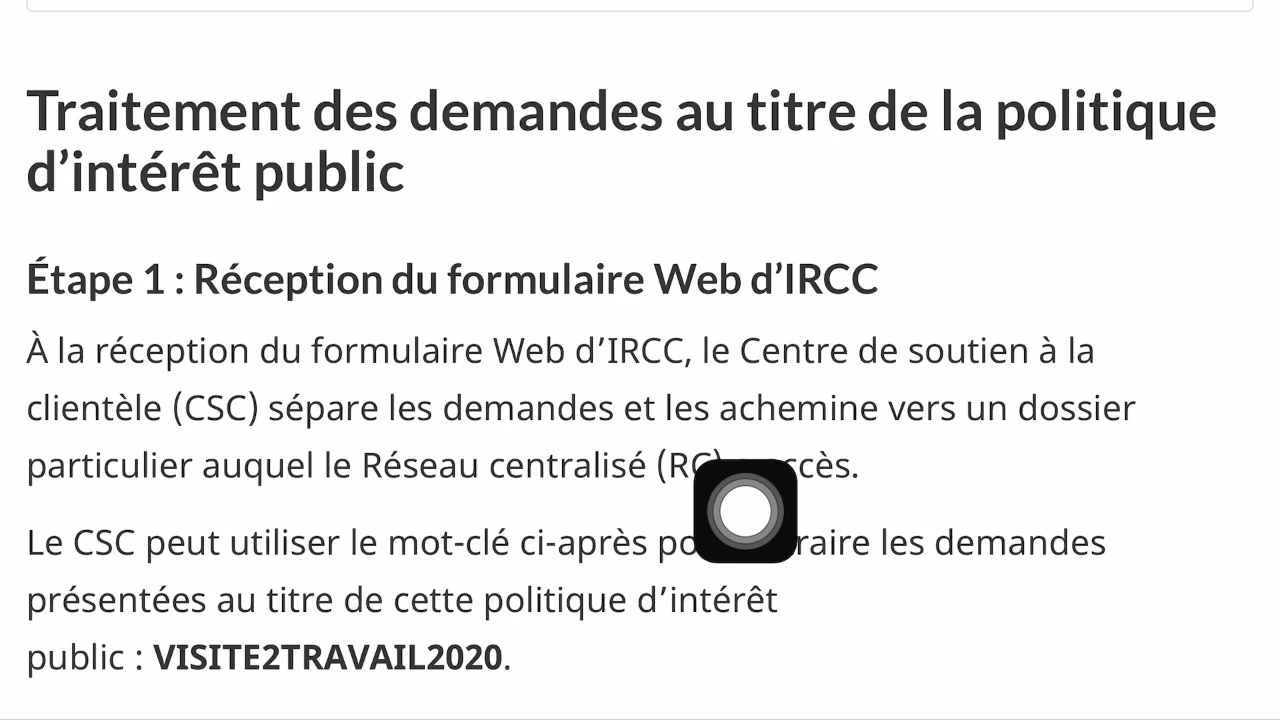 Traitement des demandes au titre de la politique
d’intérêt public
Étape 1 : Réception du formulaire Web d’IRCC
À la réception du formulaire Web d’IRCC, le Centre de soutien à la
clientèle (CSC) sépare les demandes et les achemine vers un dossier
particulier auquel le Réseau centralisé (RC)
Le CSC peut utiliser le mot-clé ci-après les demandes
présentées au titre de cette politique d’intérêt
public : VISITE2TRAVAIL2020.